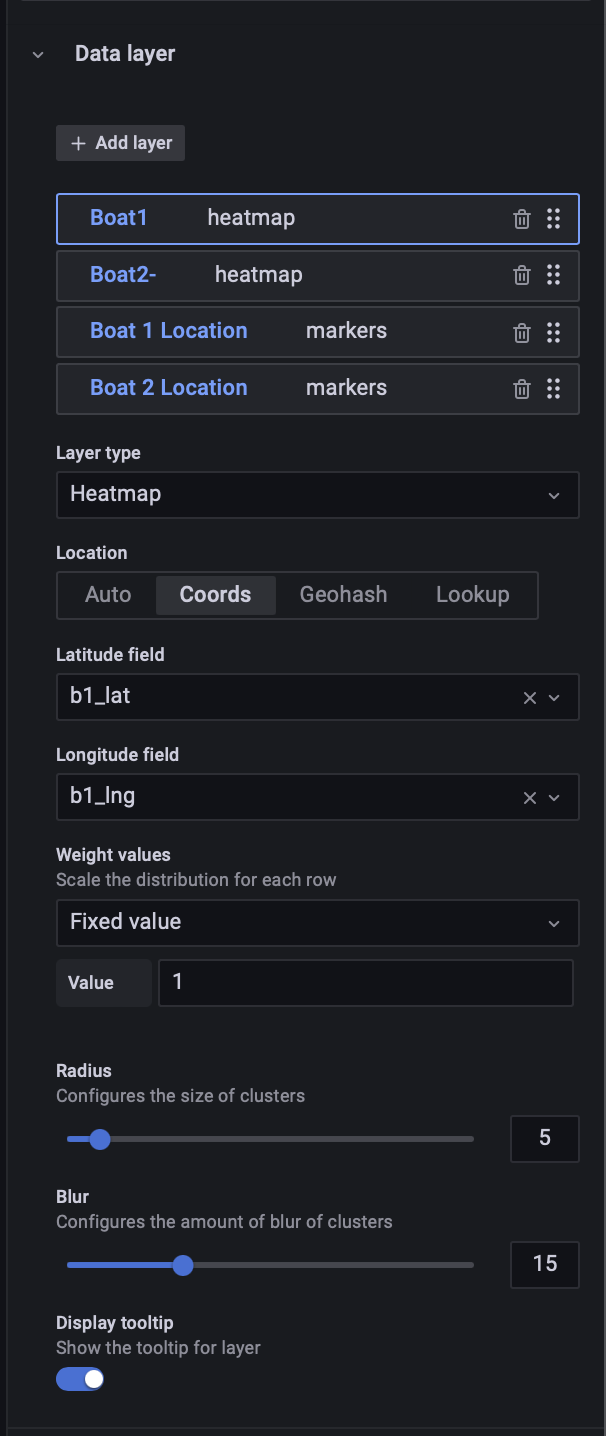 Data layer
Add layer
Boat1 heatmap
Boat2- heatmap
Boat 1 Location markers
Boat 2 Location markers
Layer type
Heatmap
Location
Auto Coords Geohash Lookup
Latitude field
b1_lat
Longitude field
b1_lng
Weight values
Scale the distribution for each row
Fixed value
Value 1
Radius
Configures the size of clusters
5
Blur
Configures the amount of blur of clusters
15
Display tooltip
Show the tooltip for layer